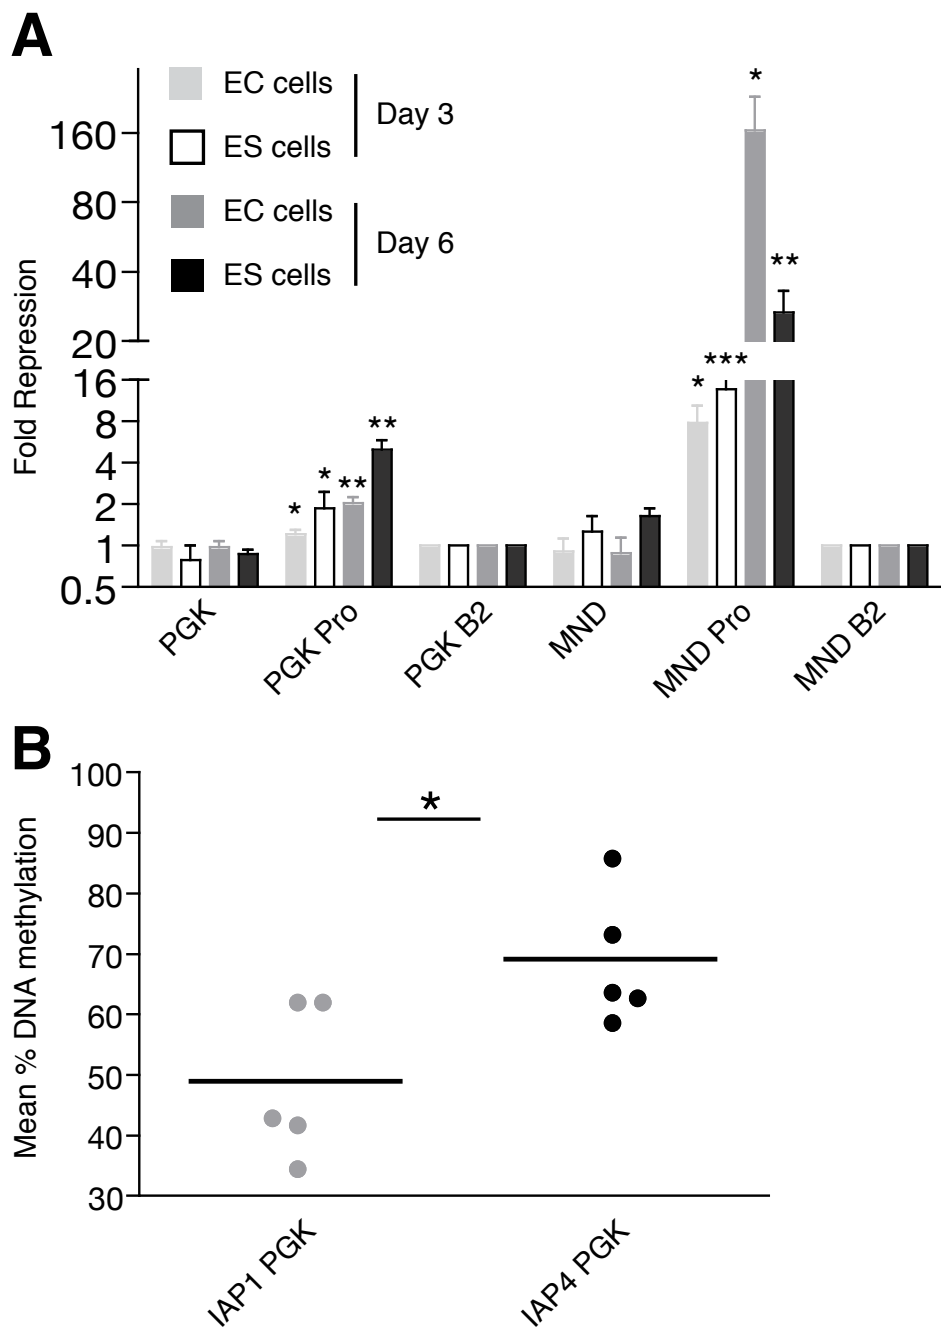 A
EC cells
ES cells
Day 3
EC cells
ES cells
Day 6
Fold Repression
160
80
40
20
16
8
4
2
1
0.5
*
*
**
**
*
***
*
**
PGK
PGK Pro
PGK B2
MND
MND Pro
MND B2
B
Mean % DNA methylation
100
90
80
70
60
50
40
30
*
IAP1 PGK
IAP4 PGK